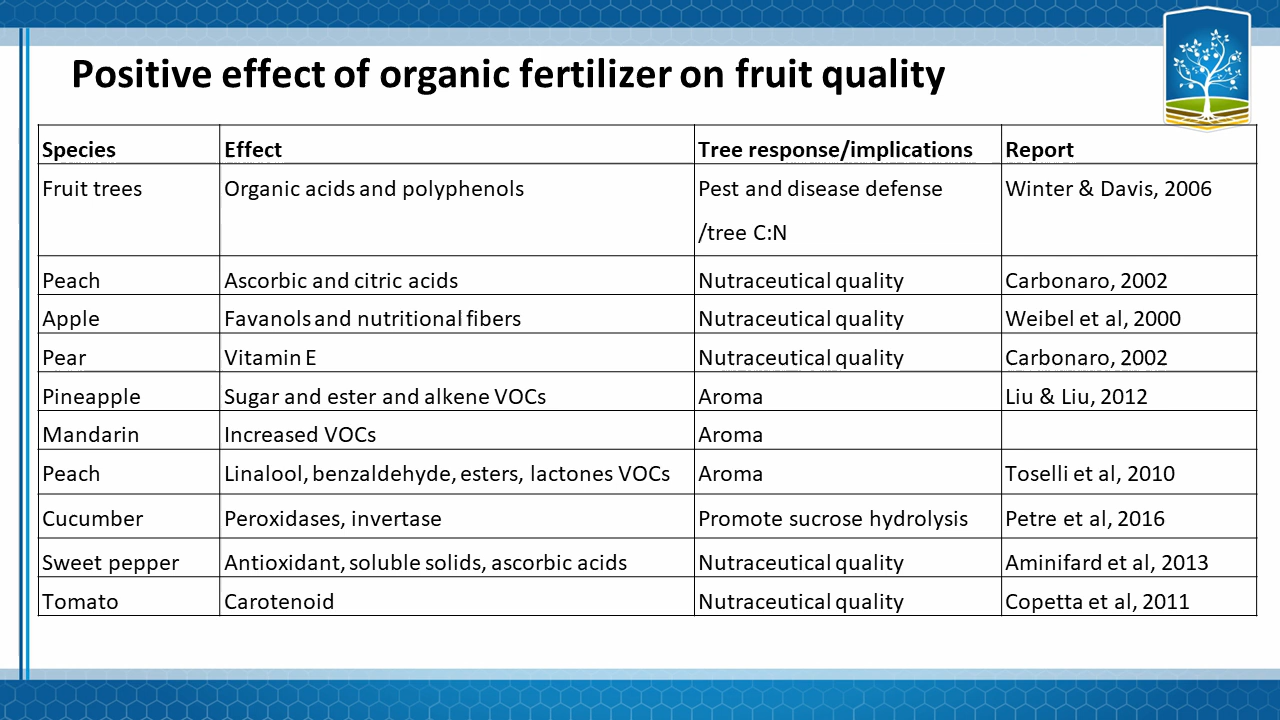 Positive effect of organic fertilizer on fruit quality
Species Effect Tree response/implications Report
Fruit trees Organic acids and polyphenols Pest and disease defense Winter & Davis, 2006
/tree C:N
Peach Ascorbic and citric acids Nutraceutical quality Carbonaro, 2002
Apple Favanols and nutritional fibers Nutraceutical quality Weibel et al, 2000
Pear Vitamin E Nutraceutical quality Carbonaro, 2002
Pineapple Sugar and ester and alkene VOCs Aroma Liu & Liu, 2012
Mandarin Increased VOCs Aroma
Peach Linalool, benzaldehyde, esters, lactones VOCs Aroma Toselli et al, 2010
Cucumber Peroxidases, invertase Promote sucrose hydrolysis Petre et al, 2016
Sweet pepper Antioxidant, soluble solids, ascorbic acids Nutraceutical quality Aminifard et al, 2013
Tomato Carotenoid Nutraceutical quality Copetta et al, 2011